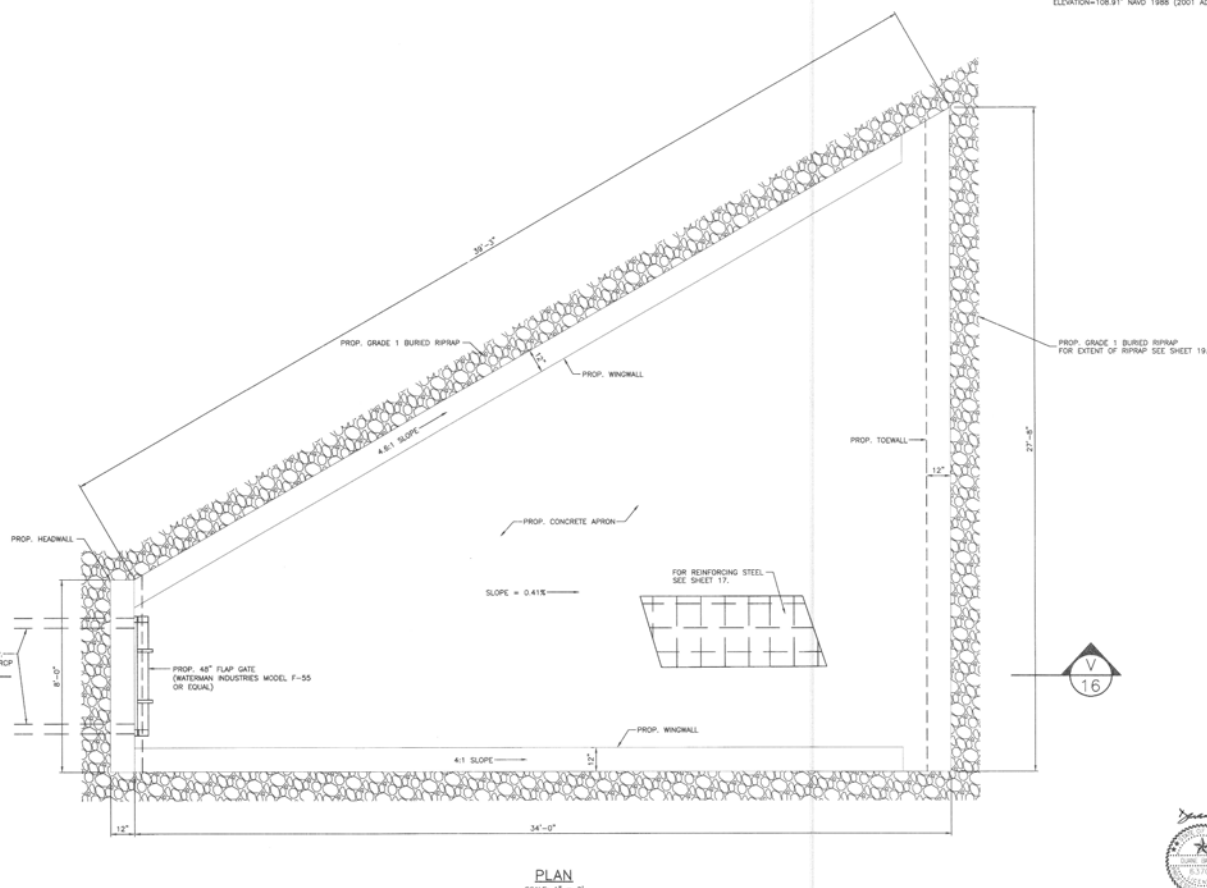 ELEVATION=108.91' NAVD 1988 (2001
39'-3"
PROP. GRADE 1 BURIED RIPRAP
12"
PROP. WINGWALL
PROP. GRADE 1 BURIED RIPRAP
FOR EXTENT OF RIPRAP SEE SHEET 19.
4.6:1 SLOPE
PROP. TOEWALL
27'-8"
12"
PROP. CONCRETE APRON
PROP. HEADWALL
FOR REINFORCING STEEL
SEE SHEET 17.
SLOPE = 0.41%
RCP
8'-0"
PROP. 48" FLAP GATE
(WATERMAN INDUSTRIES MODEL F-55
OR EQUAL)
V
16
PROP. WINGWALL
4:1 SLOPE
12"
12"
34'-0"
PLAN